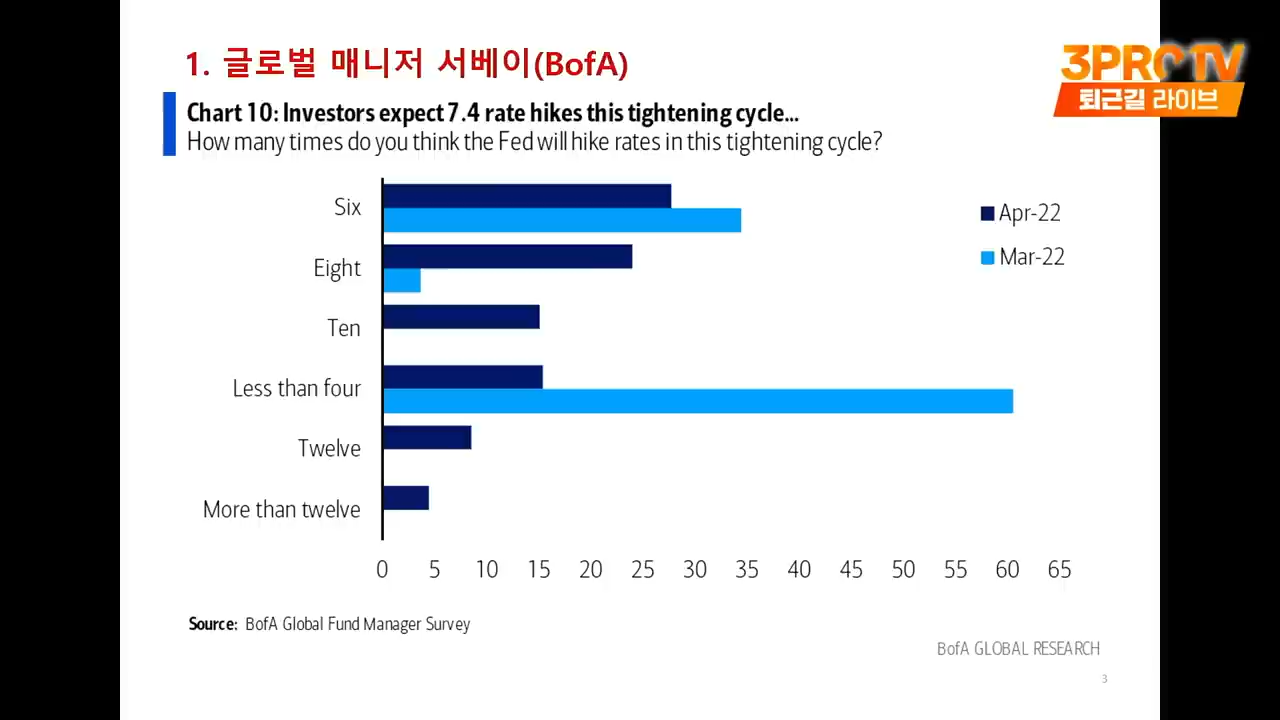 1. 글로벌 매니저 서베이(BofA)
3PROTV
퇴근길 라이브
Chart 10: Investors expect 7.4 rate hikes this tightening cycle...
How many times do you think the Fed will hike rates in this tightening cycle?
Six
Eight
Ten
Less than four
Twelve
More than twelve
Apr-22
Mar-22
0 5 10 15 20 25 30 35 40 45 50 55 60 65
Source: BofA Global Fund Manager Survey
BofA GLOBAL RESEARCH
3